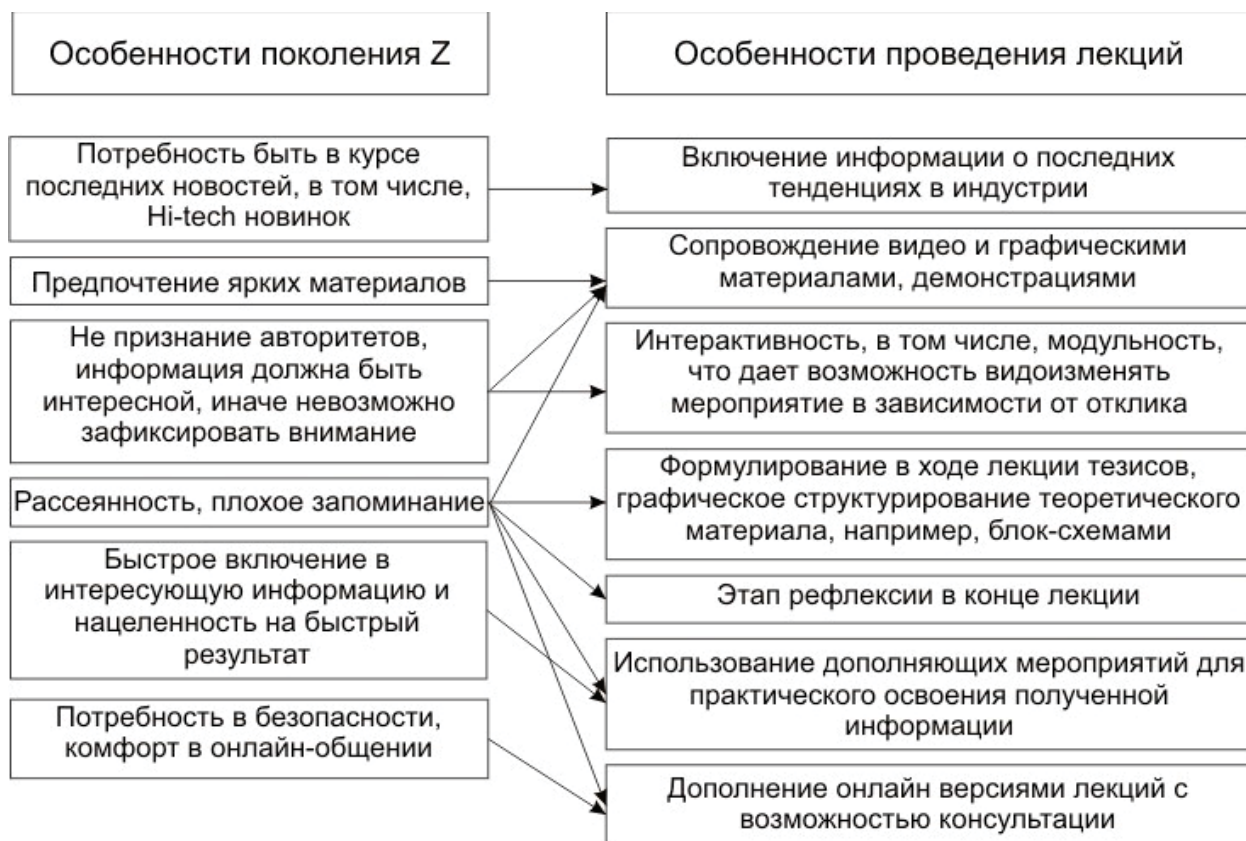 Особенности поколения Z
Особенности проведения лекций
Потребность быть в курсе
последних новостей, в том числе,
Hi-tech новинок
Предпочтение ярких материалов
Не признание авторитетов,
информация должна быть
интересной, иначе невозможно
зафиксировать внимание
Рассеянность, плохое запоминание
Быстрое включение в
интересующую информацию и
нацеленность на быстрый
результат
Потребность в безопасности,
комфорт в онлайн-общении
Включение информации о последних
тенденциях в индустрии
Сопровождение видео и графическими
материалами, демонстрациями
Интерактивность, в том числе, модульность,
что дает возможность видоизменять
мероприятие в зависимости от отклика
Формулирование в ходе лекции тезисов,
графическое структурирование теоретического
материала, например, блок-схемами
Этап рефлексии в конце лекции
Использование дополняющих мероприятий для
практического освоения полученной
информации
Дополнение онлайн версиями лекций с
возможностью консультации